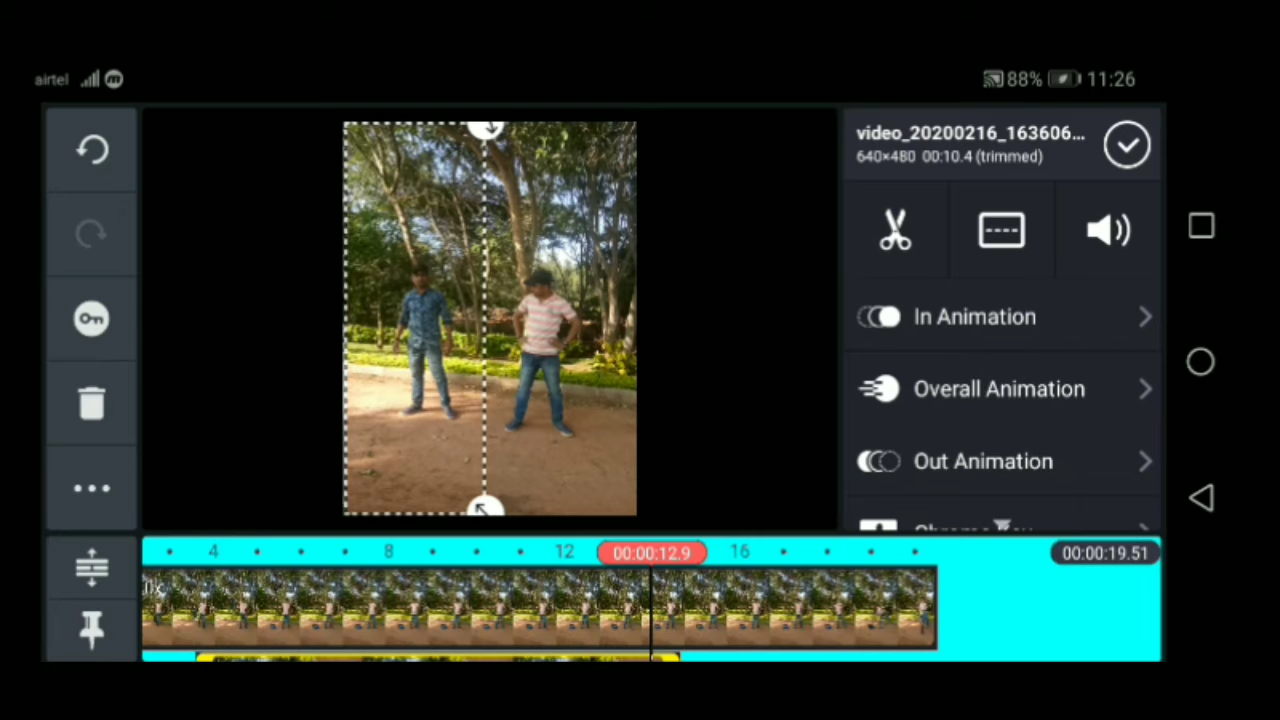 airtel
88% 11:26
video_20200216_163606...
640×480 00:10.4 (trimmed)
In Animation
Overall Animation
Out Animation
4 8 12 00:00:12.9 16 00:00:19.51